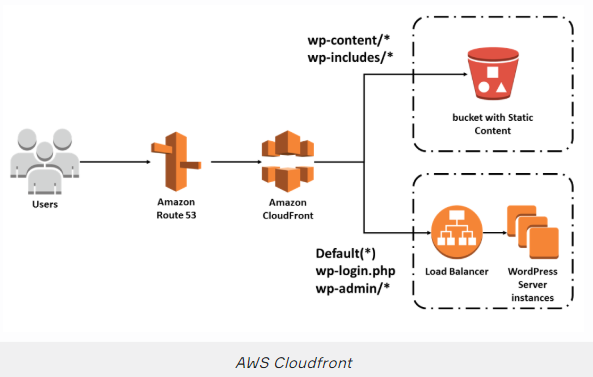 wp-content/*
wp-includes/*
bucket with Static
Content
Users
Amazon
Route 53
Amazon
CloudFront
Default(*)
wp-login.php
wp-admin/*
Load Balancer
WordPress
Server
instances
AWS Cloudfront